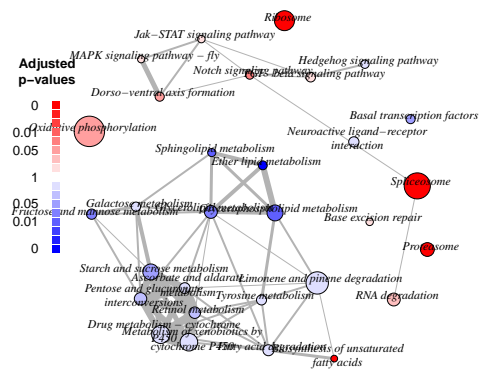 Ribosome
Jak−STAT signaling pathway
MAPK signaling pathway − fly
Hedgehog signaling pathway
Adjusted
p−values
Notch signaling pathway
beta signaling pathway
Dorso−ventral axis formation
0
0.01
0.05
1
0.05
0.01
0
Oxidative phosphorylation
Basal transcription factors
Neuroactive ligand−receptor
interaction
Sphingolipid metabolism
Ether lipid metabolism
Spliceosome
Galactose metabolism
Fructose and mannose metabolism
metabolism
Base excision repair
Proteasome
Starch and sucrose metabolism
Ascorbate and aldarate
metabolism
Limonene and pinene degradation
Pentose and glucuronate
interconversions
Tyrosine metabolism
RNA degradation
Retinol metabolism
Drug metabolism − cytochrome
P450
Metabolism of xenobiotics by
cytochrome P450
Fatty acid degradation
Biosynthesis of unsaturated
fatty acids